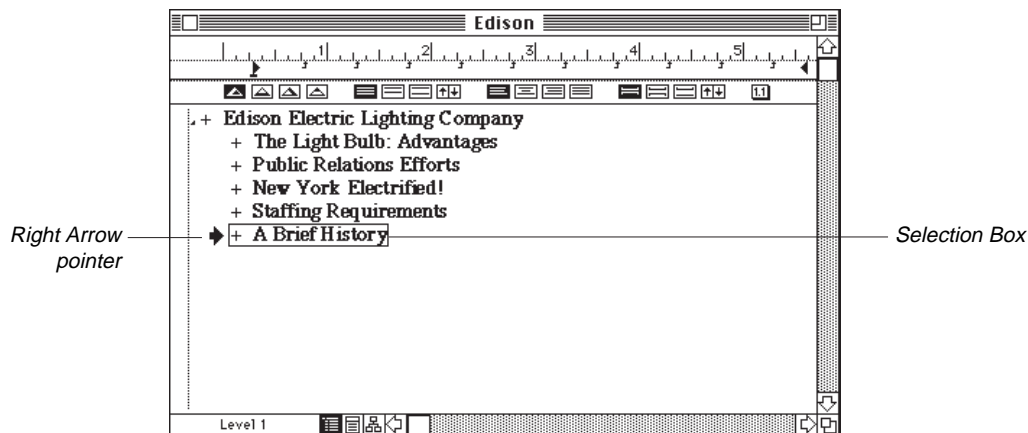 Edison
1 2 3 4 5
1.1
+ Edison Electric Lighting Company
+ The Light Bulb: Advantages
+ Public Relations Efforts
+ New York Electrified!
+ Staffing Requirements
Right Arrow pointer
+ A Brief History
Selection Box
Level 1